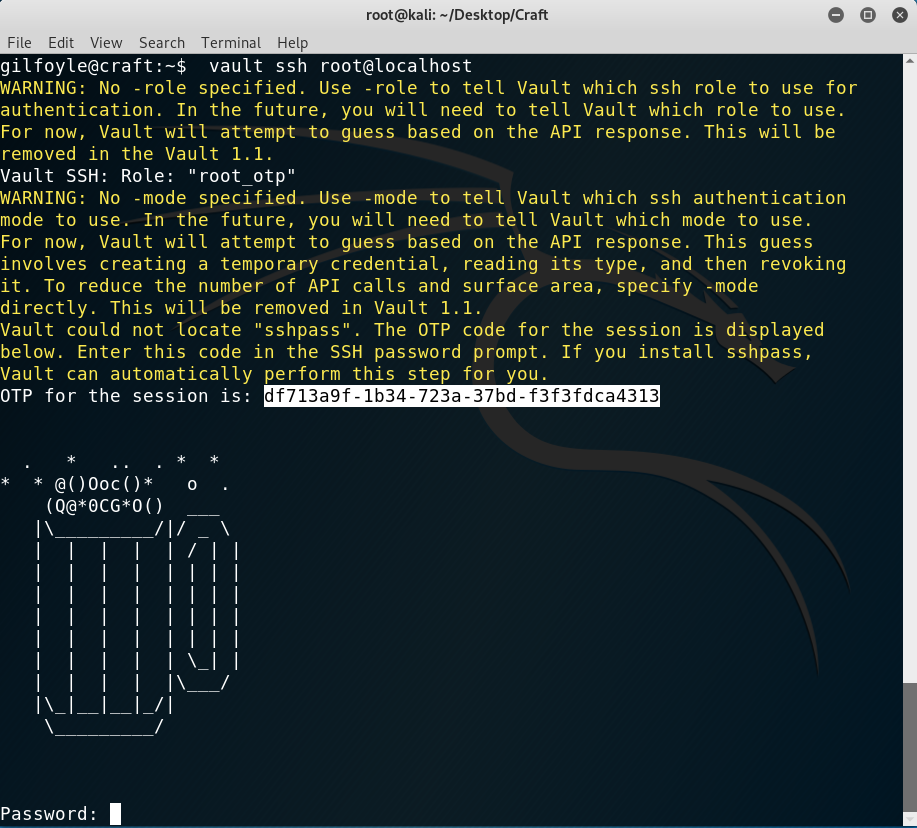 root@kali: ~/Desktop/Craft
File Edit View Search Terminal Help
gilfoyle@craft:~$  vault ssh root@localhost
WARNING: No -role specified. Use -role to tell Vault which ssh role to use for
authentication. In the future, you will need to tell Vault which role to use.
For now, Vault will attempt to guess based on the API response. This will be
removed in the Vault 1.1.
Vault SSH: Role: "root_otp"
WARNING: No -mode specified. Use -mode to tell Vault which ssh authentication
mode to use. In the future, you will need to tell Vault which mode to use.
For now, Vault will attempt to guess based on the API response. This guess
involves creating a temporary credential, reading its type, and then revoking
it. To reduce the number of API calls and surface area, specify -mode
directly. This will be removed in Vault 1.1.
Vault could not locate "sshpass". The OTP code for the session is displayed
below. Enter this code in the SSH password prompt. If you install sshpass,
Vault can automatically perform this step for you.
OTP for the session is: df713a9f-1b34-723a-37bd-f3f3fdca4313
  .   *   ..  . *  *
*  * @()Ooc()*   o  .
    (Q@*0CG*O()  ___
   |\_________/|/ _ \
   |  |  |  |  | / | |
   |  |  |  |  | | | |
   |  |  |  |  | | | |
   |  |  |  |  | | | |
   |  |  |  |  | | | |
   |  |  |  |  | \_| |
   |  |  |  |  |\___/
   |\_|__|__|_/|
    \_________/
Password: